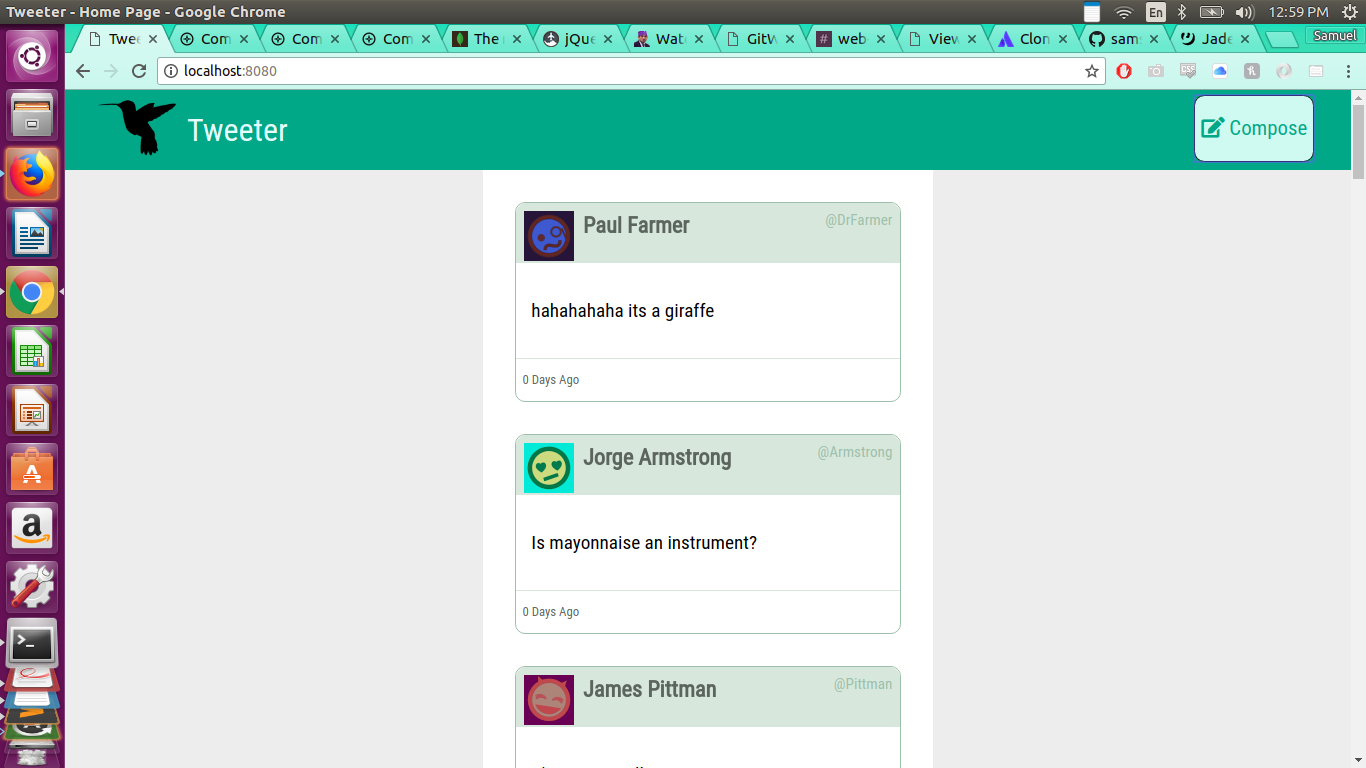 Tweeter - Home Page - Google Chrome
En
12:59 PM
Twee
Com
Com
Com
The
jQue
Wat
GitW
web
View
Clon
sam
Jade
Samuel
localhost:8080
Tweeter
Compose
Paul Farmer
@DrFarmer
hahahahaha its a giraffe
0 Days Ago
Jorge Armstrong
@Armstrong
Is mayonnaise an instrument?
0 Days Ago
James Pittman
@Pittman